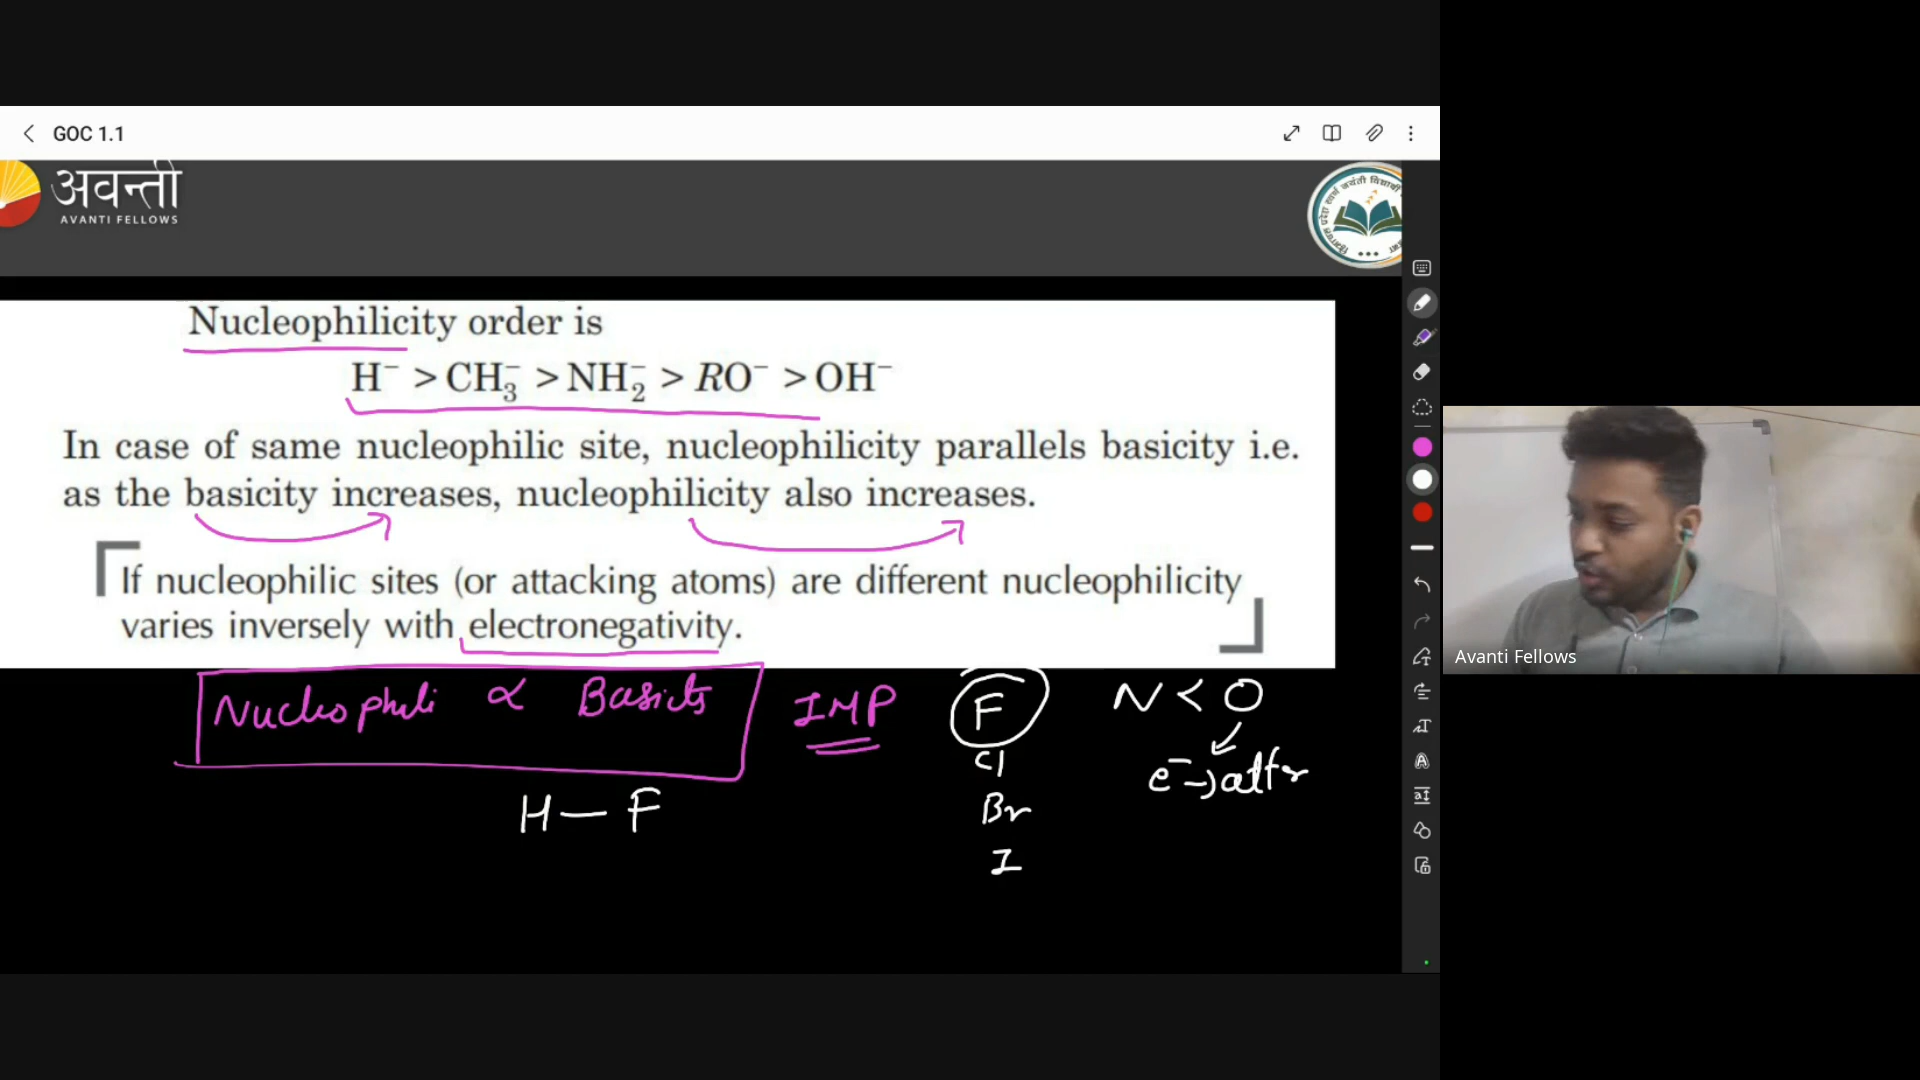 GOC 1.1
अवन्ती
AVANTI FELLOWS
Nucleophilicity order is
H⁻ > CH₃⁻ > NH₂⁻ > RO⁻ > OH⁻
In case of same nucleophilic site, nucleophilicity parallels basicity i.e.
as the basicity increases, nucleophilicity also increases.
If nucleophilic sites (or attacking atoms) are different nucleophilicity
varies inversely with electronegativity.
Nucleophili ∝ IMP
F
Cl
Br
I
N < O
e⁻ →
H — F
Avanti Fellows